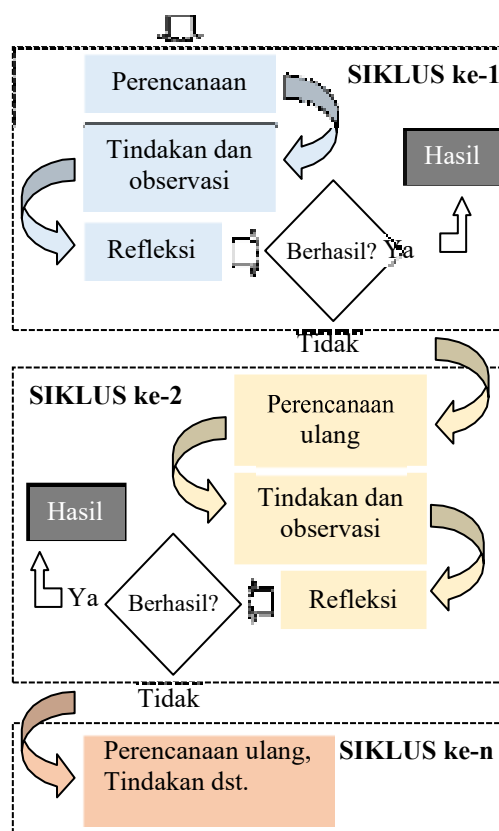 SIKLUS ke-1
Perencanaan
Tindakan dan
observasi
Hasil
Refleksi
Berhasil?
Ya
Tidak
SIKLUS ke-2
Perencanaan
ulang
Tindakan dan
observasi
Hasil
Refleksi
Berhasil?
Ya
Tidak
SIKLUS ke-n
Perencanaan ulang,
Tindakan dst.